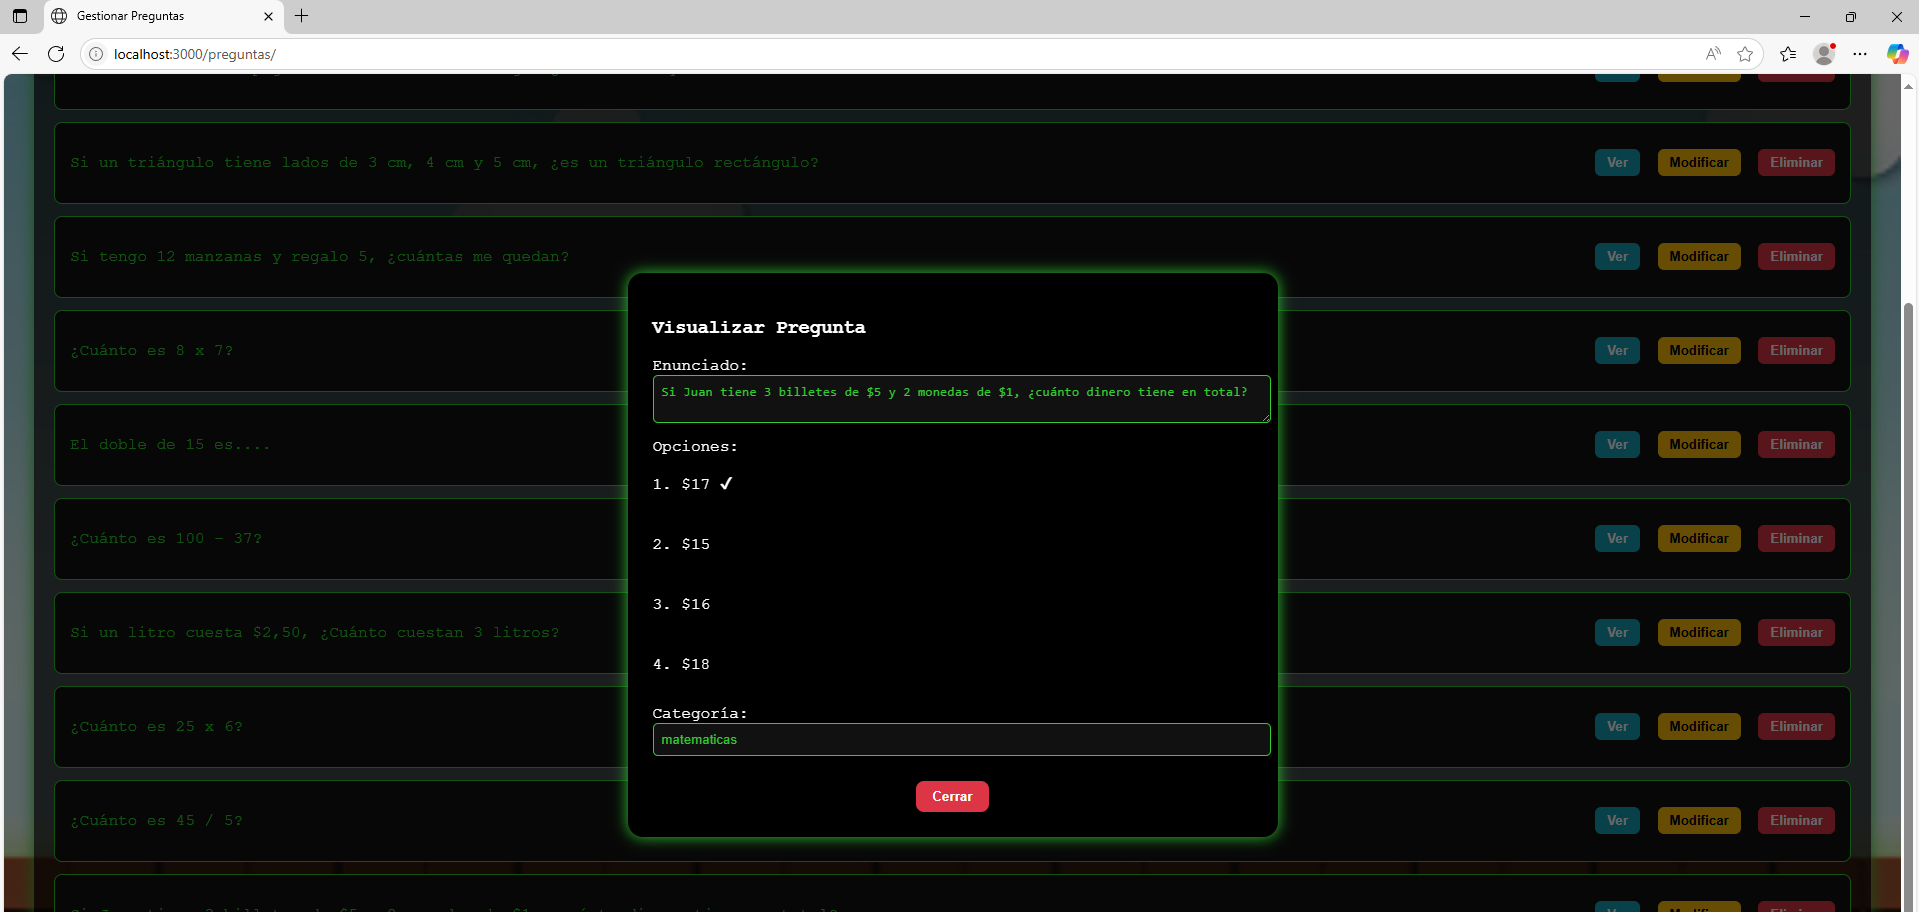 Gestionar Preguntas
localhost:3000/preguntas/
Si un triángulo tiene lados de 3 cm, 4 cm y 5 cm, ¿es un triángulo rectángulo?
Ver Modificar Eliminar
Si tengo 12 manzanas y regalo 5, ¿cuántas me quedan?
Ver Modificar Eliminar
¿Cuánto es 8 x 7?
Ver Modificar Eliminar
El doble de 15 es....
Ver Modificar Eliminar
¿Cuánto es 100 - 37?
Ver Modificar Eliminar
Si un litro cuesta $2,50, ¿Cuánto cuestan 3 litros?
Ver Modificar Eliminar
¿Cuánto es 25 x 6?
Ver Modificar Eliminar
¿Cuánto es 45 / 5?
Ver Modificar Eliminar
Visualizar Pregunta
Enunciado:
Si Juan tiene 3 billetes de $5 y 2 monedas de $1, ¿cuánto dinero tiene en total?
Opciones:
1. $17 ✔
2. $15
3. $16
4. $18
Categoría:
matematicas
Cerrar